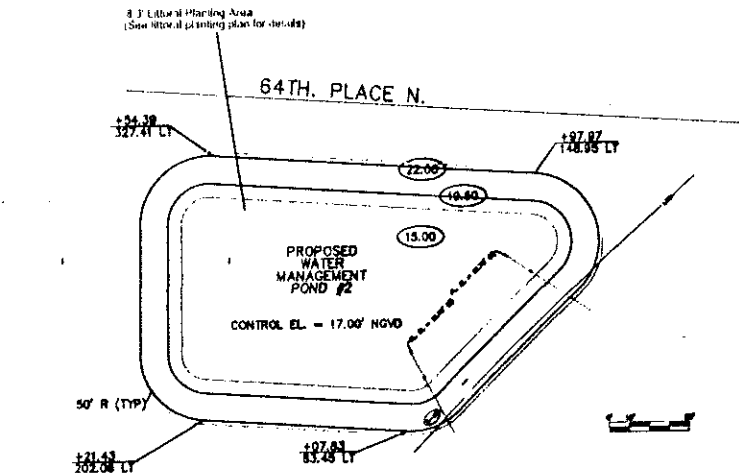 8.3' Littoral Planting Area
(See littoral planting plan for details)
64TH. PLACE N.
+54.39
327.41 LT
+97.97
148.95 LT
22.00
19.60
15.00
PROPOSED
WATER
MANAGEMENT
POND #2
CONTROL EL. = 17.00' NGVD
50' R (TYP)
+21.43
202.08 LT
+07.83
83.45 LT